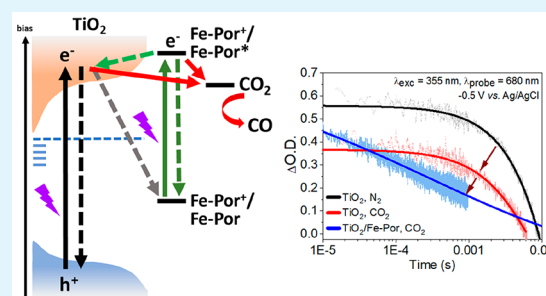 bias
TiO₂
e⁻
h⁺
e⁻
Fe-Por⁺/
Fe-Por*
CO₂
CO
Fe-Por⁺/
Fe-Por
λexc = 355 nm, λprobe = 680 nm
-0.5 V vs. Ag/AgCl
ΔO.D.
0.7
0.6
0.5
0.4
0.3
0.2
0.1
0.0
TiO₂, N₂
TiO₂, CO₂
TiO₂/Fe-Por, CO₂
1E-5
1E-4
0.001
0.01
Time (s)